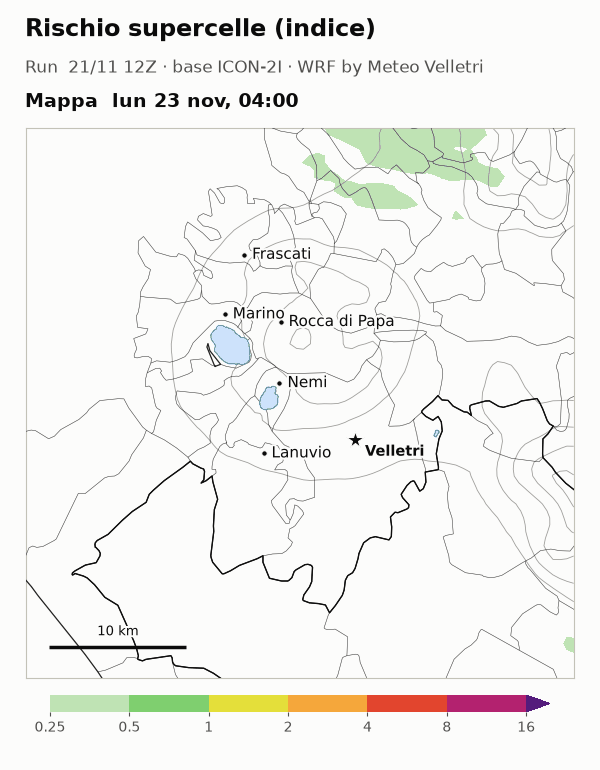 Rischio supercelle (indice)
Run  21/11 12Z · base ICON-2I · WRF by Meteo Velletri
Mappa  lun 23 nov, 04:00
Frascati
Marino
Rocca di Papa
Nemi
Velletri
Lanuvio
10 km
0.25 0.5 1 2 4 8 16